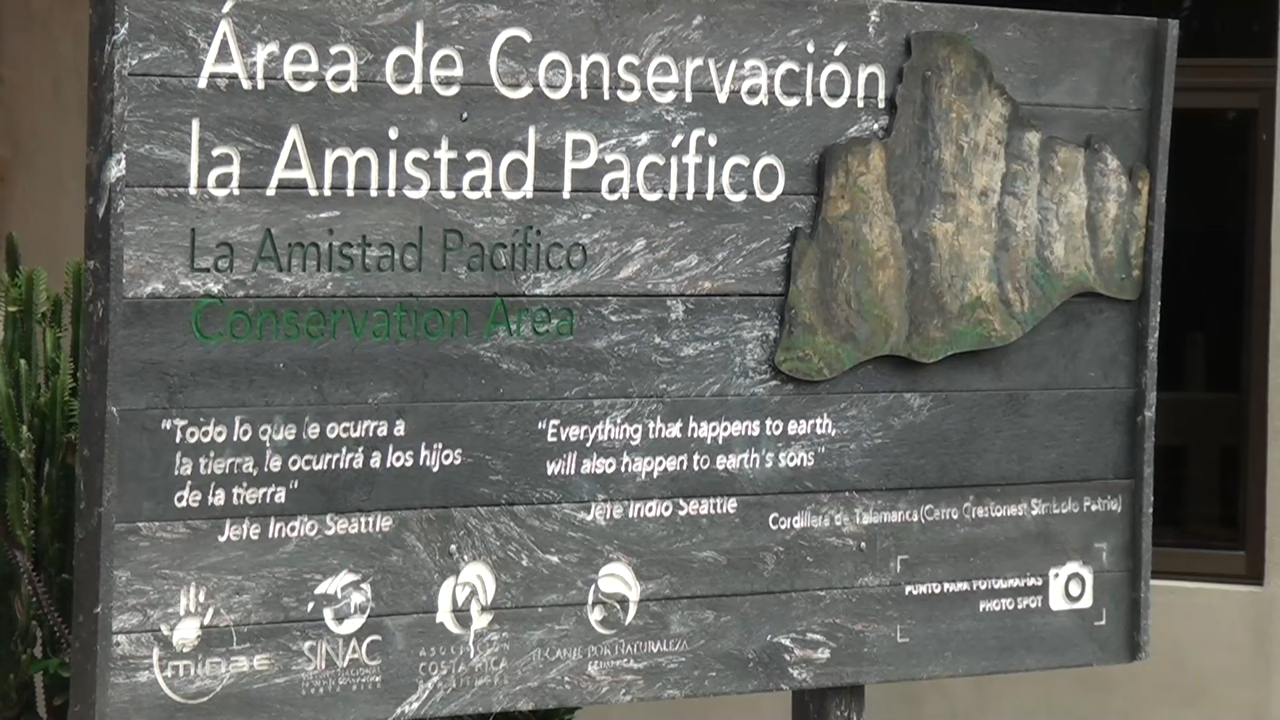 Área de Conservación
la Amistad Pacífico
La Amistad Pacífico
Conservation Area
"Todo lo que le ocurra a
la tierra, le ocurrirá a los hijos
de la tierra"
Jefe Indio Seattle
"Everything that happens to earth,
will also happen to earth's sons"
Jefe Indio Seattle
Cordillera de Talamanca (Cerro Crestones: Símbolo Patrio)
PUNTO PARA FOTOGRAFÍAS
PHOTO SPOT
minae
SINAC
ASOCIACIÓN
COSTA RICA